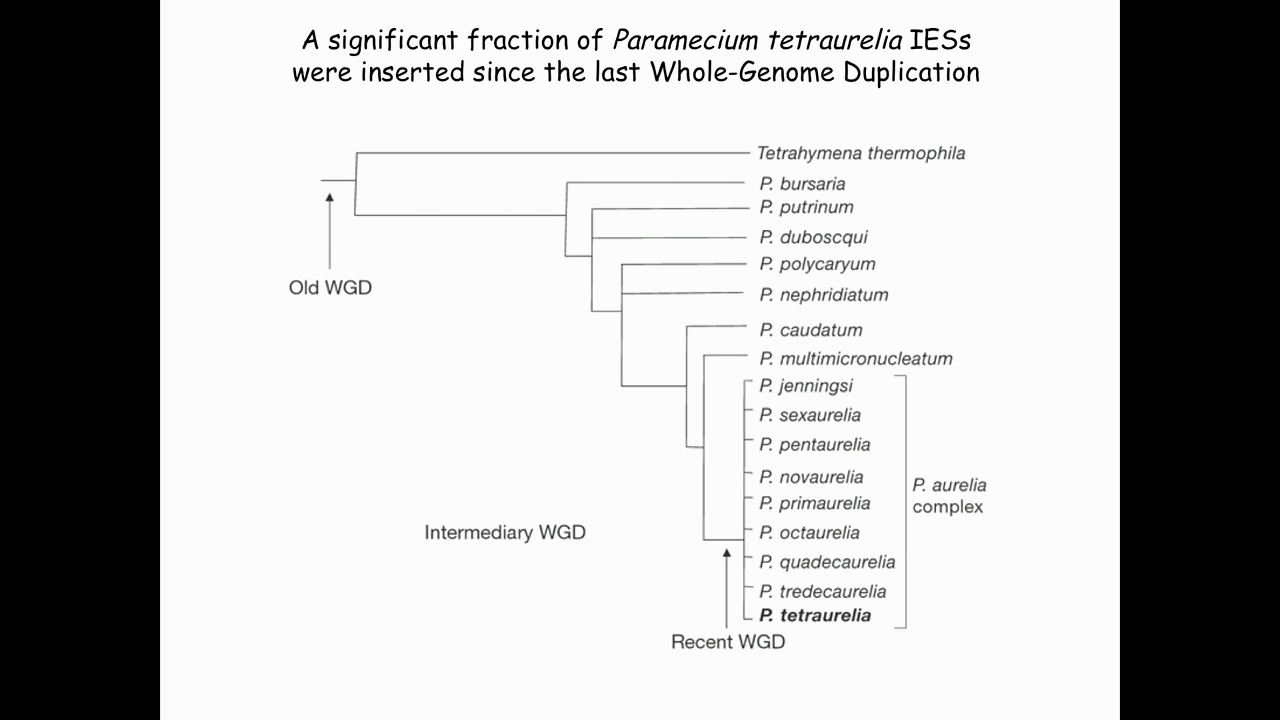 A significant fraction of Paramecium tetraurelia IESs
were inserted since the last Whole-Genome Duplication
Tetrahymena thermophila
P. bursaria
P. putrinum
P. duboscqui
P. polycaryum
Old WGD
P. nephridiatum
P. caudatum
P. multimicronucleatum
P. jenningsi
P. sexaurelia
P. pentaurelia
P. novaurelia
P. primaurelia
P. aurelia
complex
P. octaurelia
Intermediary WGD
P. quadecaurelia
P. tredecaurelia
P. tetraurelia
Recent WGD